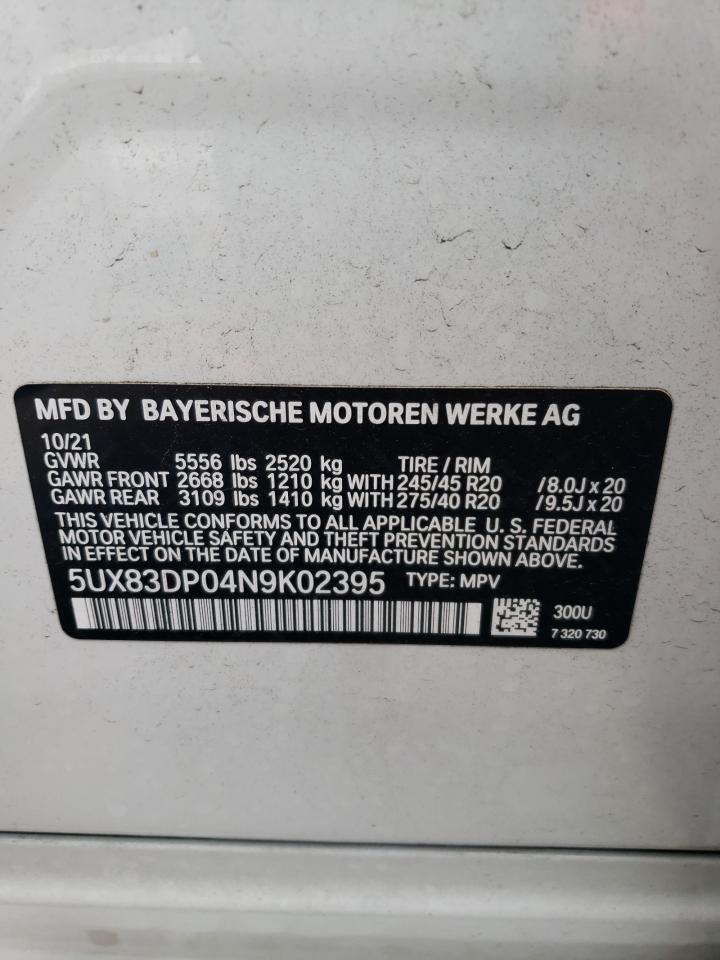 MFD BY BAYERISCHE MOTOREN WERKE AG
10/21
GVWR 5556 lbs 2520 kg TIRE / RIM
GAWR FRONT 2668 lbs 1210 kg WITH 245/45 R20 /8.0J x 20
GAWR REAR 3109 lbs 1410 kg WITH 275/40 R20 /9.5J x 20
THIS VEHICLE CONFORMS TO ALL APPLICABLE U. S. FEDERAL
MOTOR VEHICLE SAFETY AND THEFT PREVENTION STANDARDS
IN EFFECT ON THE DATE OF MANUFACTURE SHOWN ABOVE.
5UX83DP04N9K02395 TYPE: MPV
300U
7 320 730